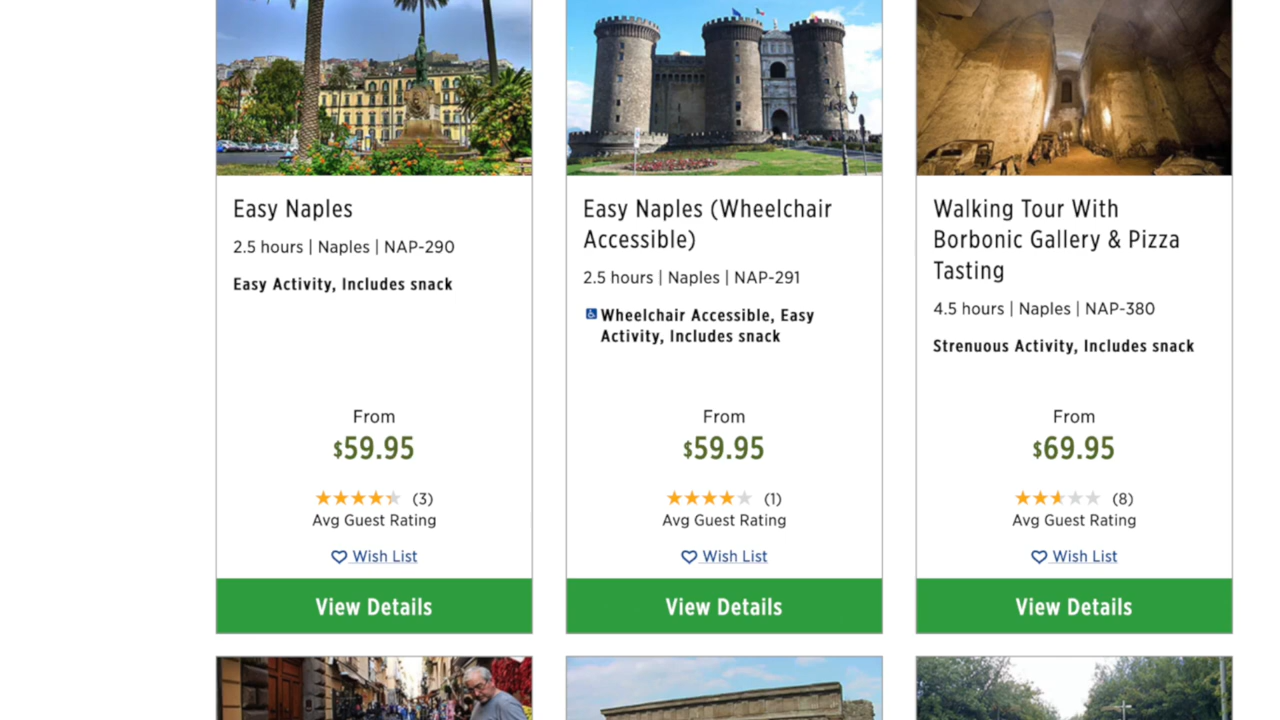 Easy Naples
2.5 hours | Naples | NAP-290
Easy Activity, Includes snack
From
$59.95
(3)
Avg Guest Rating
Wish List
View Details
Easy Naples (Wheelchair
Accessible)
2.5 hours | Naples | NAP-291
Wheelchair Accessible, Easy
Activity, Includes snack
From
$59.95
(1)
Avg Guest Rating
Wish List
View Details
Walking Tour With
Borbonic Gallery & Pizza
Tasting
4.5 hours | Naples | NAP-380
Strenuous Activity, Includes snack
From
$69.95
(8)
Avg Guest Rating
Wish List
View Details